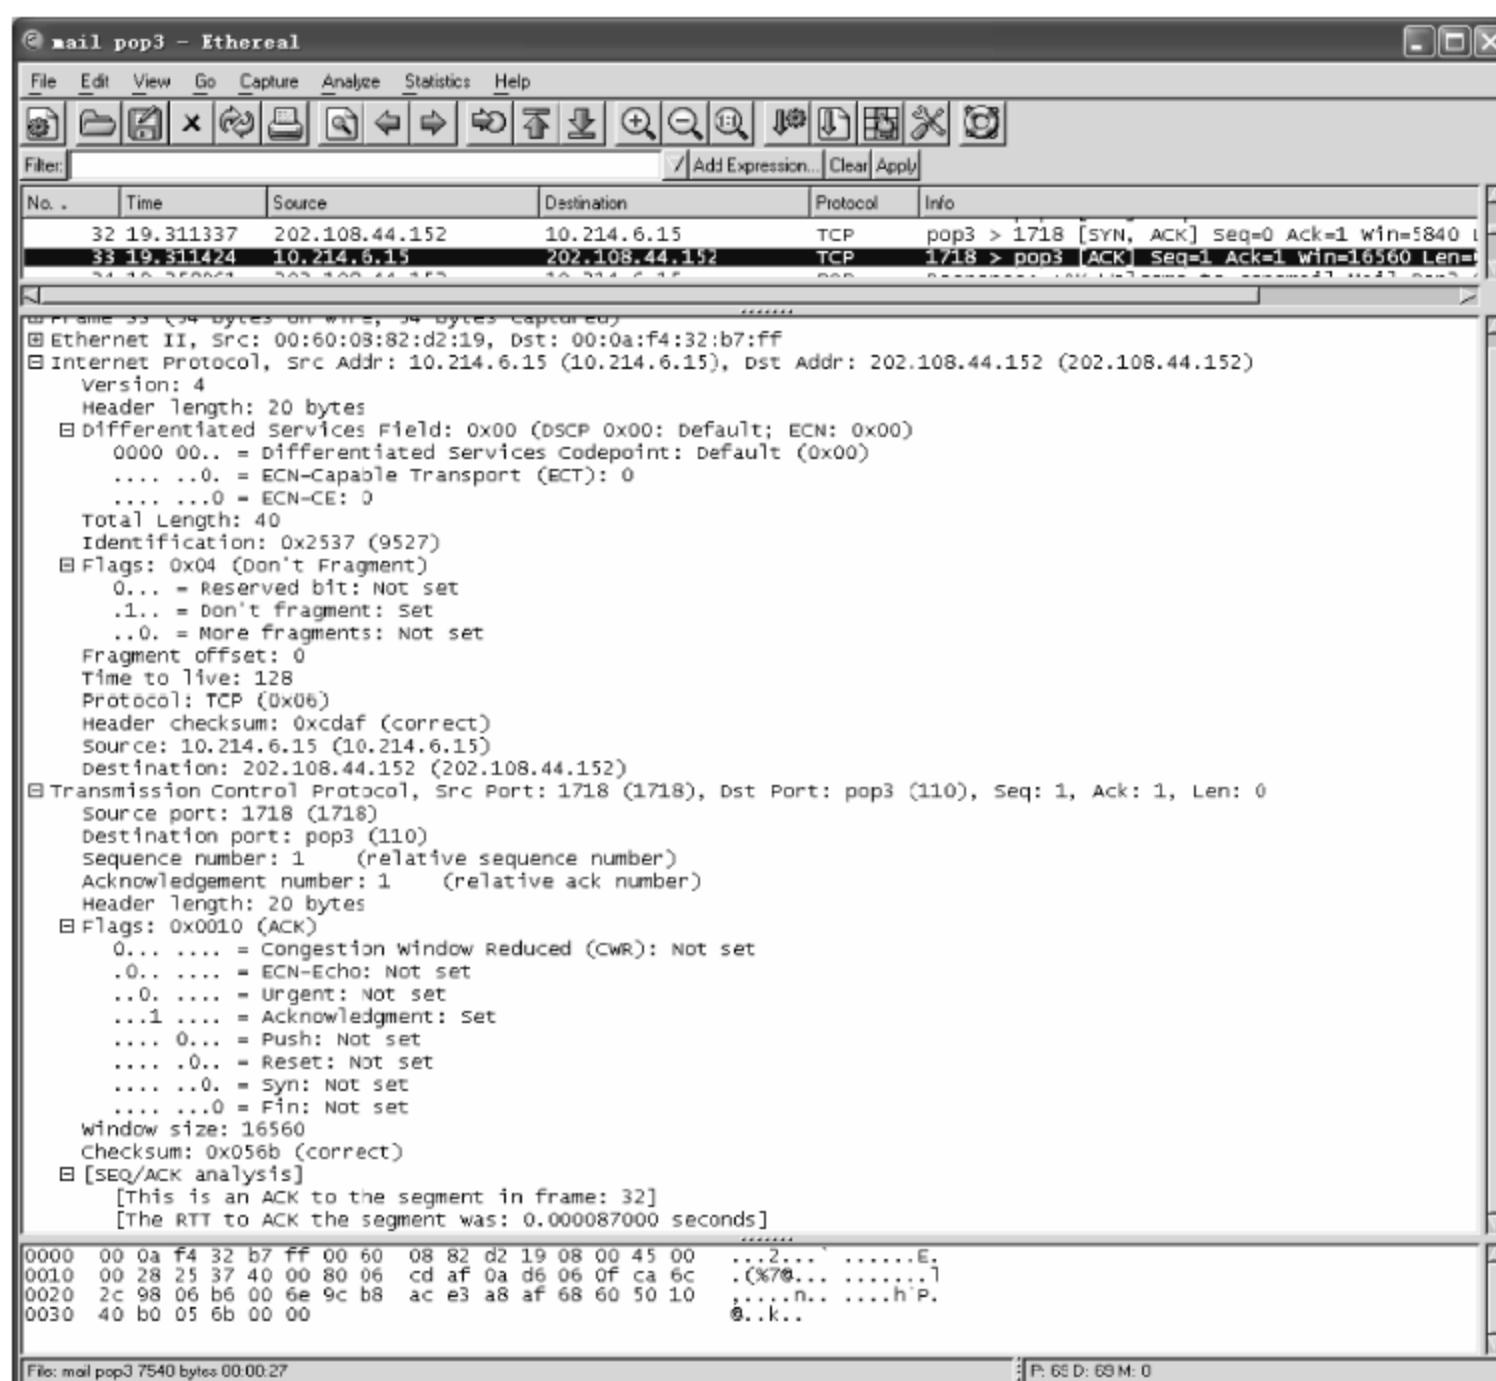 mail pop3 - Ethereal
File Edit View Go Capture Analyze Statistics Help
Filter: Add Expression... Clear Apply
No. . Time Source Destination Protocol Info
32 19.311337 202.108.44.152 10.214.6.15 TCP pop3 > 1718 [SYN, ACK] Seq=0 Ack=1 Win=5840 L
33 19.311424 10.214.6.15 202.108.44.152 TCP 1718 > pop3 [ACK] Seq=1 Ack=1 Win=16560 Len=
Frame 33 (54 bytes on wire, 54 bytes captured)
Ethernet II, Src: 00:60:08:82:d2:19, Dst: 00:0a:f4:32:b7:ff
Internet Protocol, Src Addr: 10.214.6.15 (10.214.6.15), Dst Addr: 202.108.44.152 (202.108.44.152)
Version: 4
Header length: 20 bytes
Differentiated Services Field: 0x00 (DSCP 0x00: Default; ECN: 0x00)
0000 00.. = Differentiated Services Codepoint: Default (0x00)
.... ..0. = ECN-Capable Transport (ECT): 0
.... ...0 = ECN-CE: 0
Total Length: 40
Identification: 0x2537 (9527)
Flags: 0x04 (Don't Fragment)
0... = Reserved bit: Not set
.1.. = Don't fragment: Set
..0. = More fragments: Not set
Fragment offset: 0
Time to live: 128
Protocol: TCP (0x06)
Header checksum: 0xcdaf (correct)
Source: 10.214.6.15 (10.214.6.15)
Destination: 202.108.44.152 (202.108.44.152)
Transmission Control Protocol, Src Port: 1718 (1718), Dst Port: pop3 (110), Seq: 1, Ack: 1, Len: 0
Source port: 1718 (1718)
Destination port: pop3 (110)
Sequence number: 1 (relative sequence number)
Acknowledgement number: 1 (relative ack number)
Header length: 20 bytes
Flags: 0x0010 (ACK)
0... .... = Congestion Window Reduced (CWR): Not set
.0.. .... = ECN-Echo: Not set
..0. .... = Urgent: Not set
...1 .... = Acknowledgment: Set
.... 0... = Push: Not set
.... .0.. = Reset: Not set
.... ..0. = Syn: Not set
.... ...0 = Fin: Not set
Window size: 16560
Checksum: 0x056b (correct)
[SEQ/ACK analysis]
[This is an ACK to the segment in frame: 32]
[The RTT to ACK the segment was: 0.000087000 seconds]
0000 00 0a f4 32 b7 ff 00 60 08 82 d2 19 08 00 45 00 ...2...` ......E.
0010 00 28 25 37 40 00 80 06 cd af 0a d6 06 0f ca 6c .(%7@... .......l
0020 2c 98 06 b6 00 6e 9c b8 ac e3 a8 af 68 60 50 10 ,....n.. ....h`P.
0030 40 b0 05 6b 00 00 @..k..
File: mail pop3 7540 bytes 00:00:27 P: 69 D: 69 M: 0